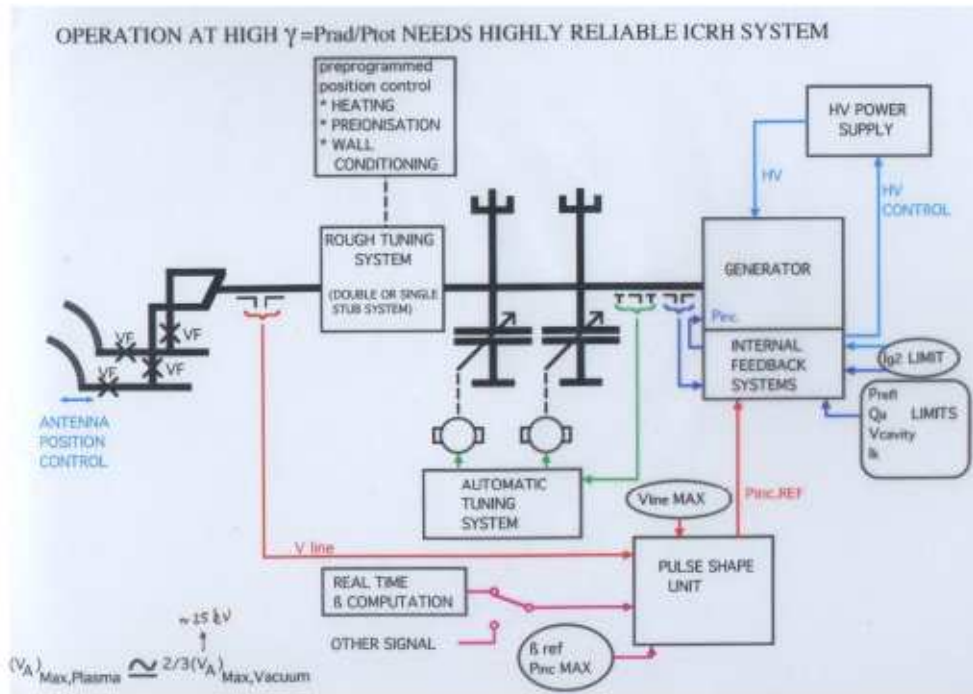 OPERATION AT HIGH γ=Prad/Ptot NEEDS HIGHLY RELIABLE ICRH SYSTEM
preprogrammed
position control
* HEATING
* PREIONISATION
* WALL
CONDITIONING
HV POWER
SUPPLY
HV
HV
CONTROL
ROUGH TUNING
SYSTEM
(DOUBLE OR SINGLE
STUB SYSTEM)
GENERATOR
Pinc.
INTERNAL
FEEDBACK
SYSTEMS
Ig2 LIMIT
Prefl
Qa LIMITS
Vcavity
Ik
VF
VF
VF
VF
ANTENNA
POSITION
CONTROL
AUTOMATIC
TUNING
SYSTEM
Vline MAX
Pinc.REF
V line
PULSE SHAPE
UNIT
REAL TIME
ß COMPUTATION
OTHER SIGNAL
ß ref
Pinc MAX
~25 kV
(VA)Max,Plasma ≃ 2/3(VA)Max,Vacuum